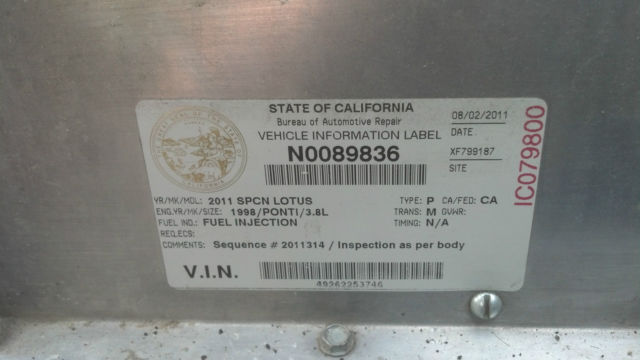 STATE OF CALIFORNIA
Bureau of Automotive Repair
VEHICLE INFORMATION LABEL
N0089836
08/02/2011
DATE
XF799187
SITE
IC079800
CALIFORNIA
YR/MK/MDL: 2011 SPCN LOTUS
TYPE: P CA/FED: CA
ENG.YR/MK/SIZE: 1998/PONTI/3.8L
TRANS: M GVWR:
FUEL IND.: FUEL INJECTION
TIMING: N/A
REQ.ECS:
COMMENTS: Sequence # 2011314 / Inspection as per body
V.I.N.
49262253746